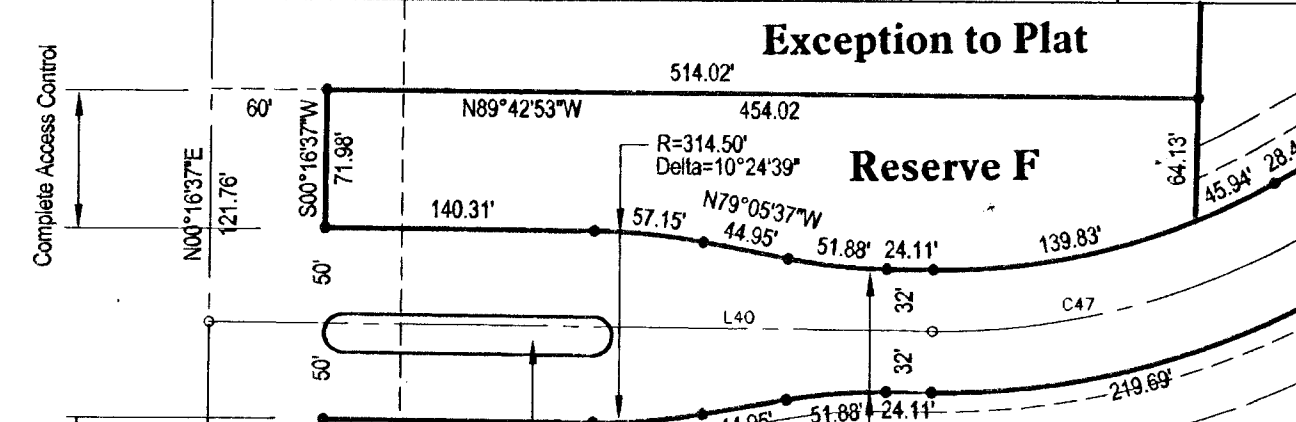 Exception to Plat
514.02'
60'
N89°42'53"W
454.02
Complete Access Control
N00°16'37"E
121.76'
S00°16'37"W
71.98'
R=314.50'
Delta=10°24'39"
Reserve F
64.13'
45.94'
140.31'
57.15'
N79°05'37"W
44.95'
51.88'
24.11'
139.83'
50'
32'
L40
C47
50'
32'
51.88'
24.11'
219.69'